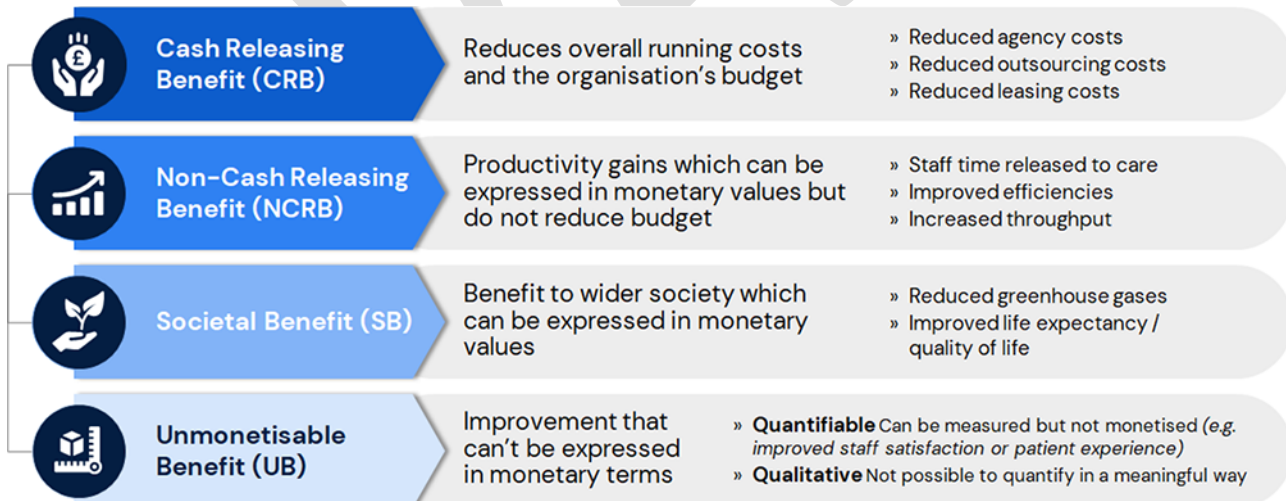 Cash Releasing
Benefit (CRB)
Reduces overall running costs
and the organisation's budget
» Reduced agency costs
» Reduced outsourcing costs
» Reduced leasing costs
Non-Cash Releasing
Benefit (NCRB)
Productivity gains which can be
expressed in monetary values but
do not reduce budget
» Staff time released to care
» Improved efficiencies
» Increased throughput
Societal Benefit (SB)
Benefit to wider society which
can be expressed in monetary
values
» Reduced greenhouse gases
» Improved life expectancy /
quality of life
Unmonetisable
Benefit (UB)
Improvement that
can't be expressed
in monetary terms
» Quantifiable Can be measured but not monetised (e.g.
improved staff satisfaction or patient experience)
» Qualitative Not possible to quantify in a meaningful way